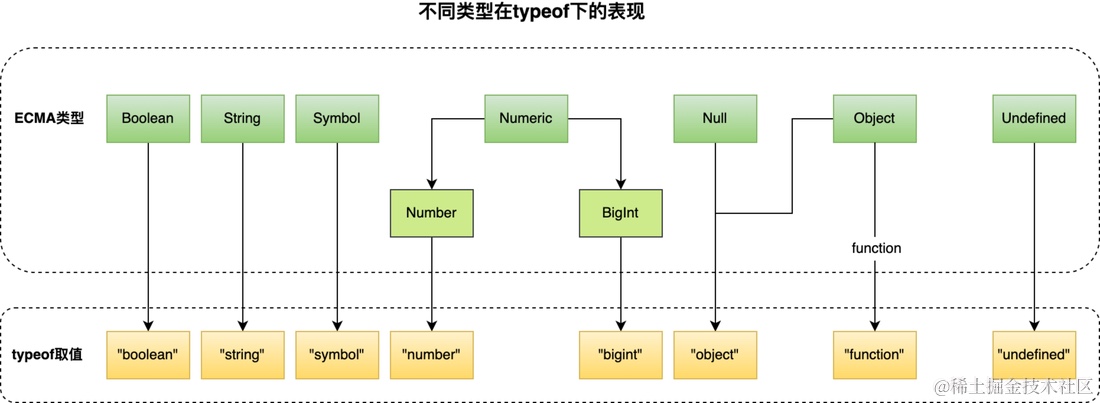 不同类型在typeof下的表现
ECMA类型
Boolean
String
Symbol
Numeric
Null
Object
Undefined
Number
BigInt
function
typeof取值
"boolean"
"string"
"symbol"
"number"
"bigint"
"object"
"function"
"undefined"
@稀土掘金技术社区